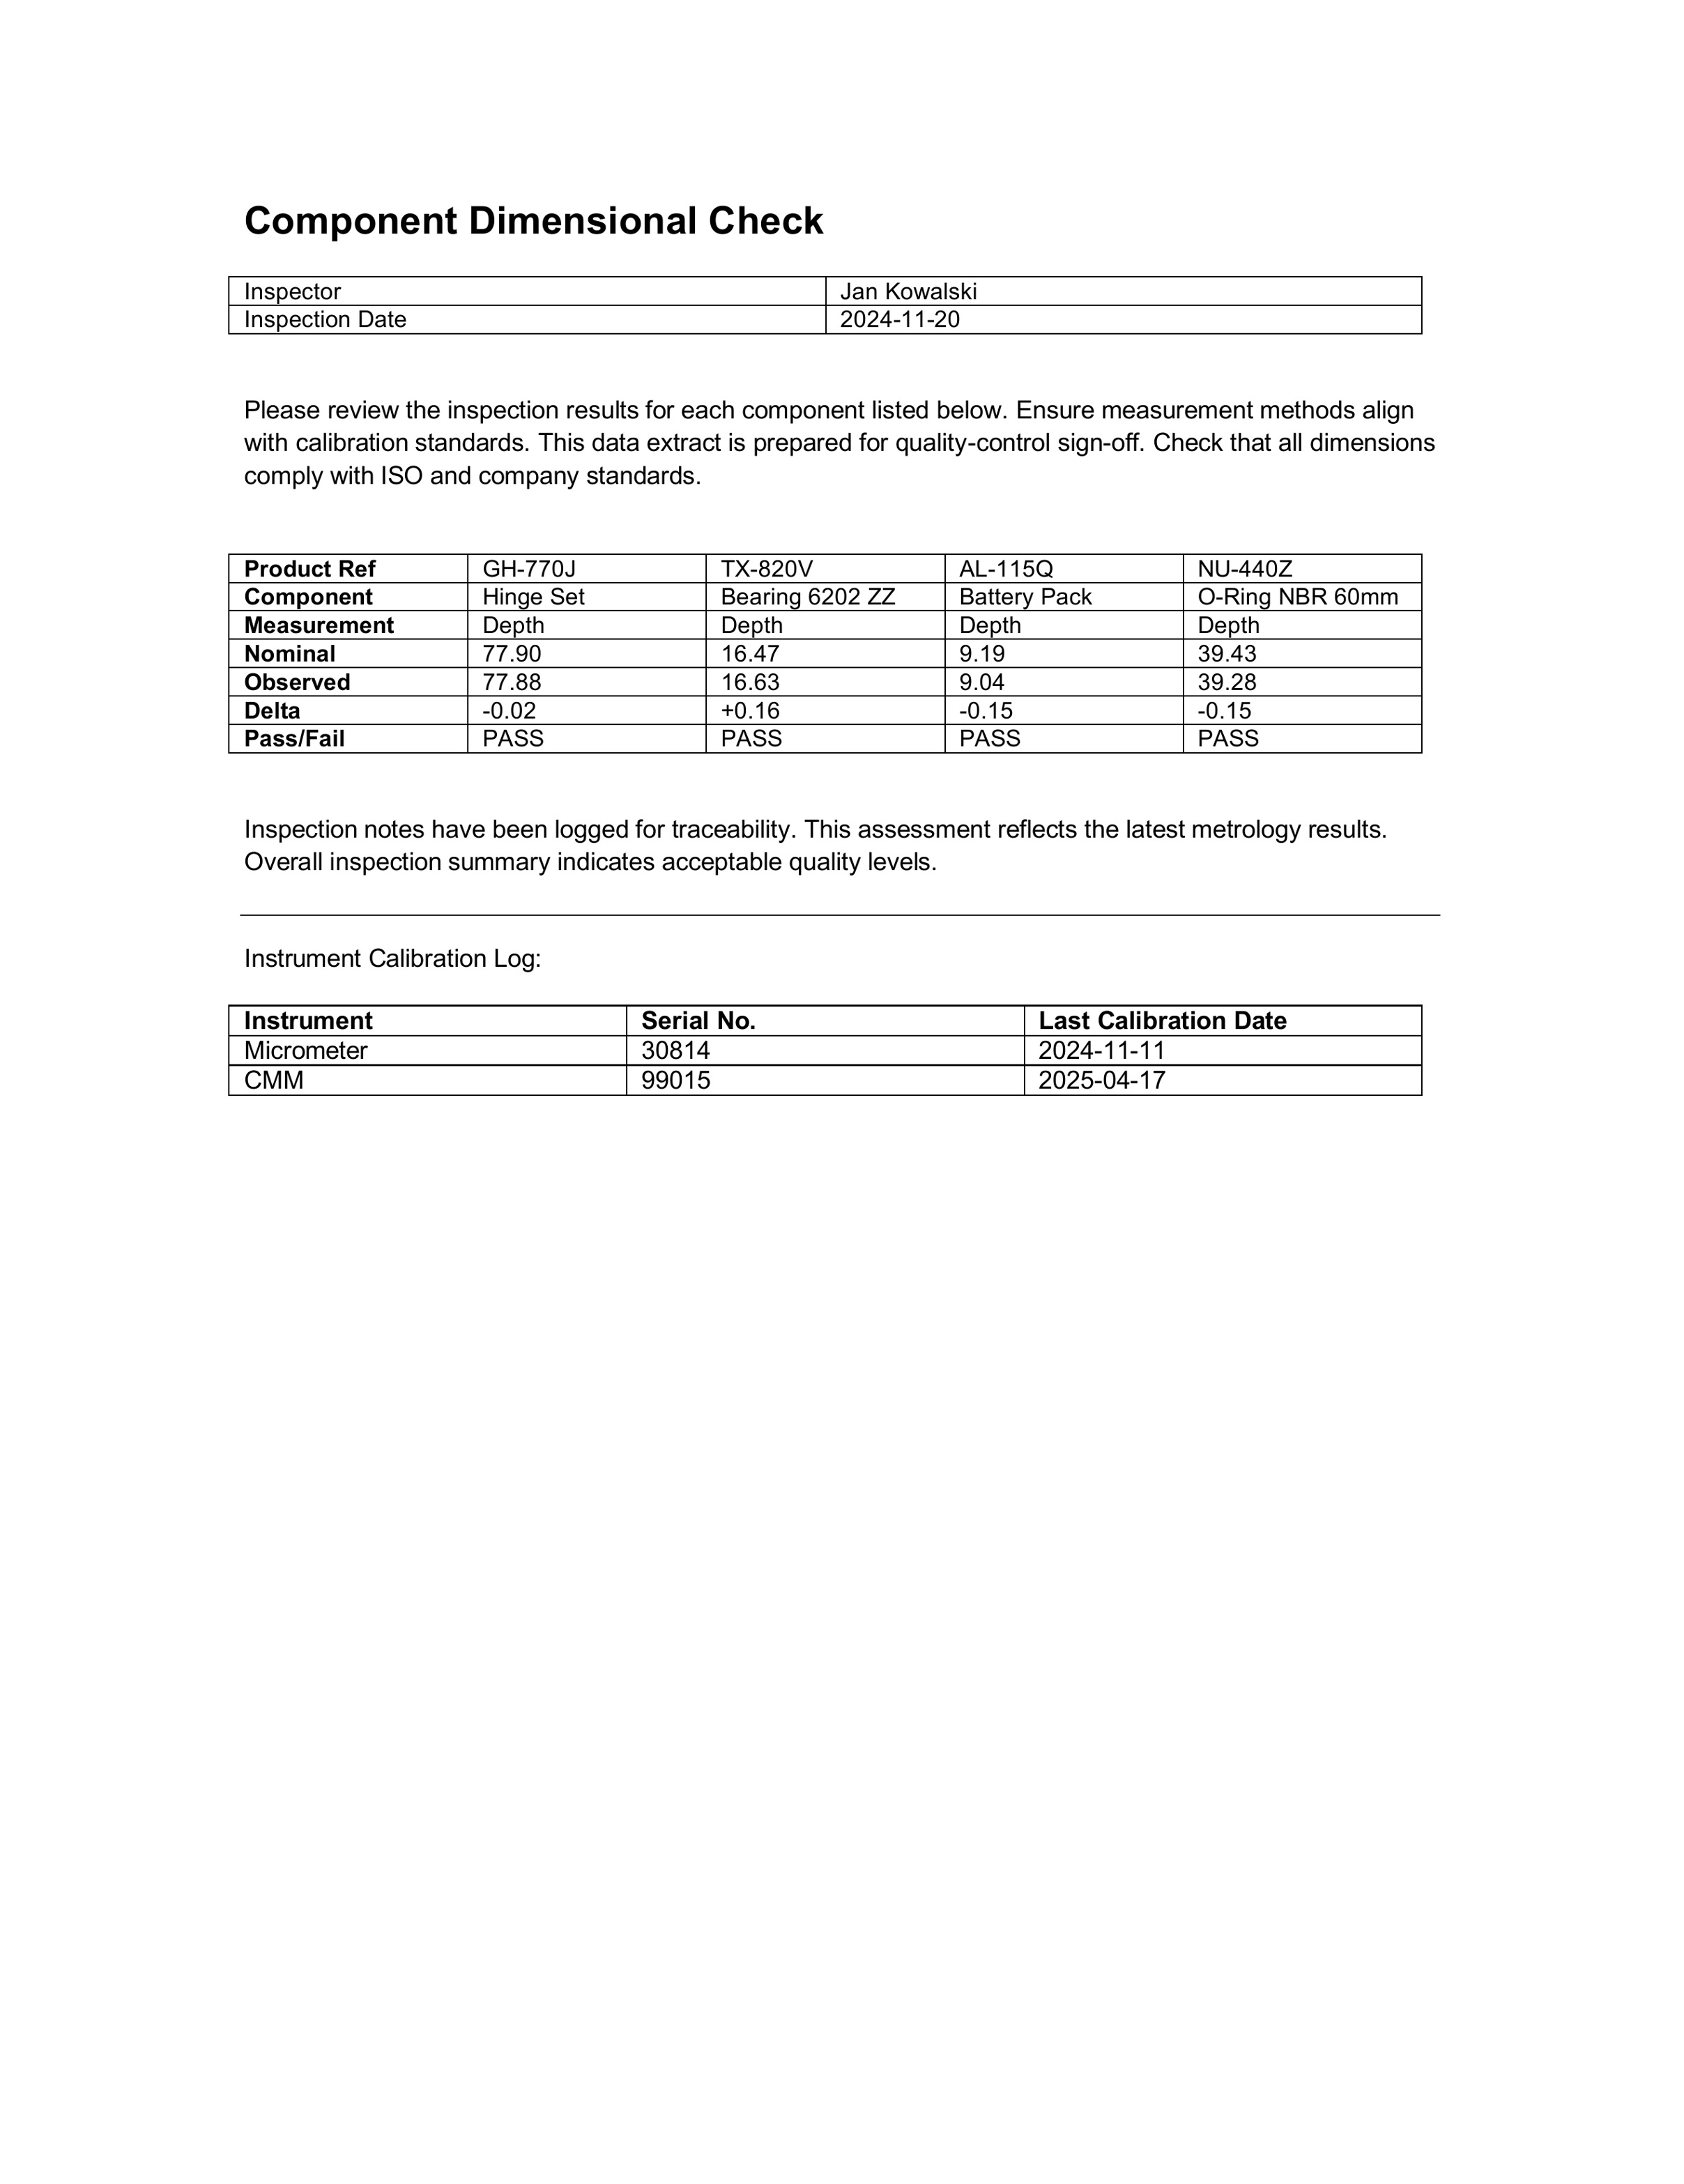 Component Dimensional Check
Inspector Jan Kowalski
Inspection Date 2024-11-20
Please review the inspection results for each component listed below. Ensure measurement methods align
with calibration standards. This data extract is prepared for quality-control sign-off. Check that all dimensions
comply with ISO and company standards.
Product Ref GH-770J TX-820V AL-115Q NU-440Z
Component Hinge Set Bearing 6202 ZZ Battery Pack O-Ring NBR 60mm
Measurement Depth Depth Depth Depth
Nominal 77.90 16.47 9.19 39.43
Observed 77.88 16.63 9.04 39.28
Delta -0.02 +0.16 -0.15 -0.15
Pass/Fail PASS PASS PASS PASS
Inspection notes have been logged for traceability. This assessment reflects the latest metrology results.
Overall inspection summary indicates acceptable quality levels.
Instrument Calibration Log:
Instrument Serial No. Last Calibration Date
Micrometer 30814 2024-11-11
CMM 99015 2025-04-17